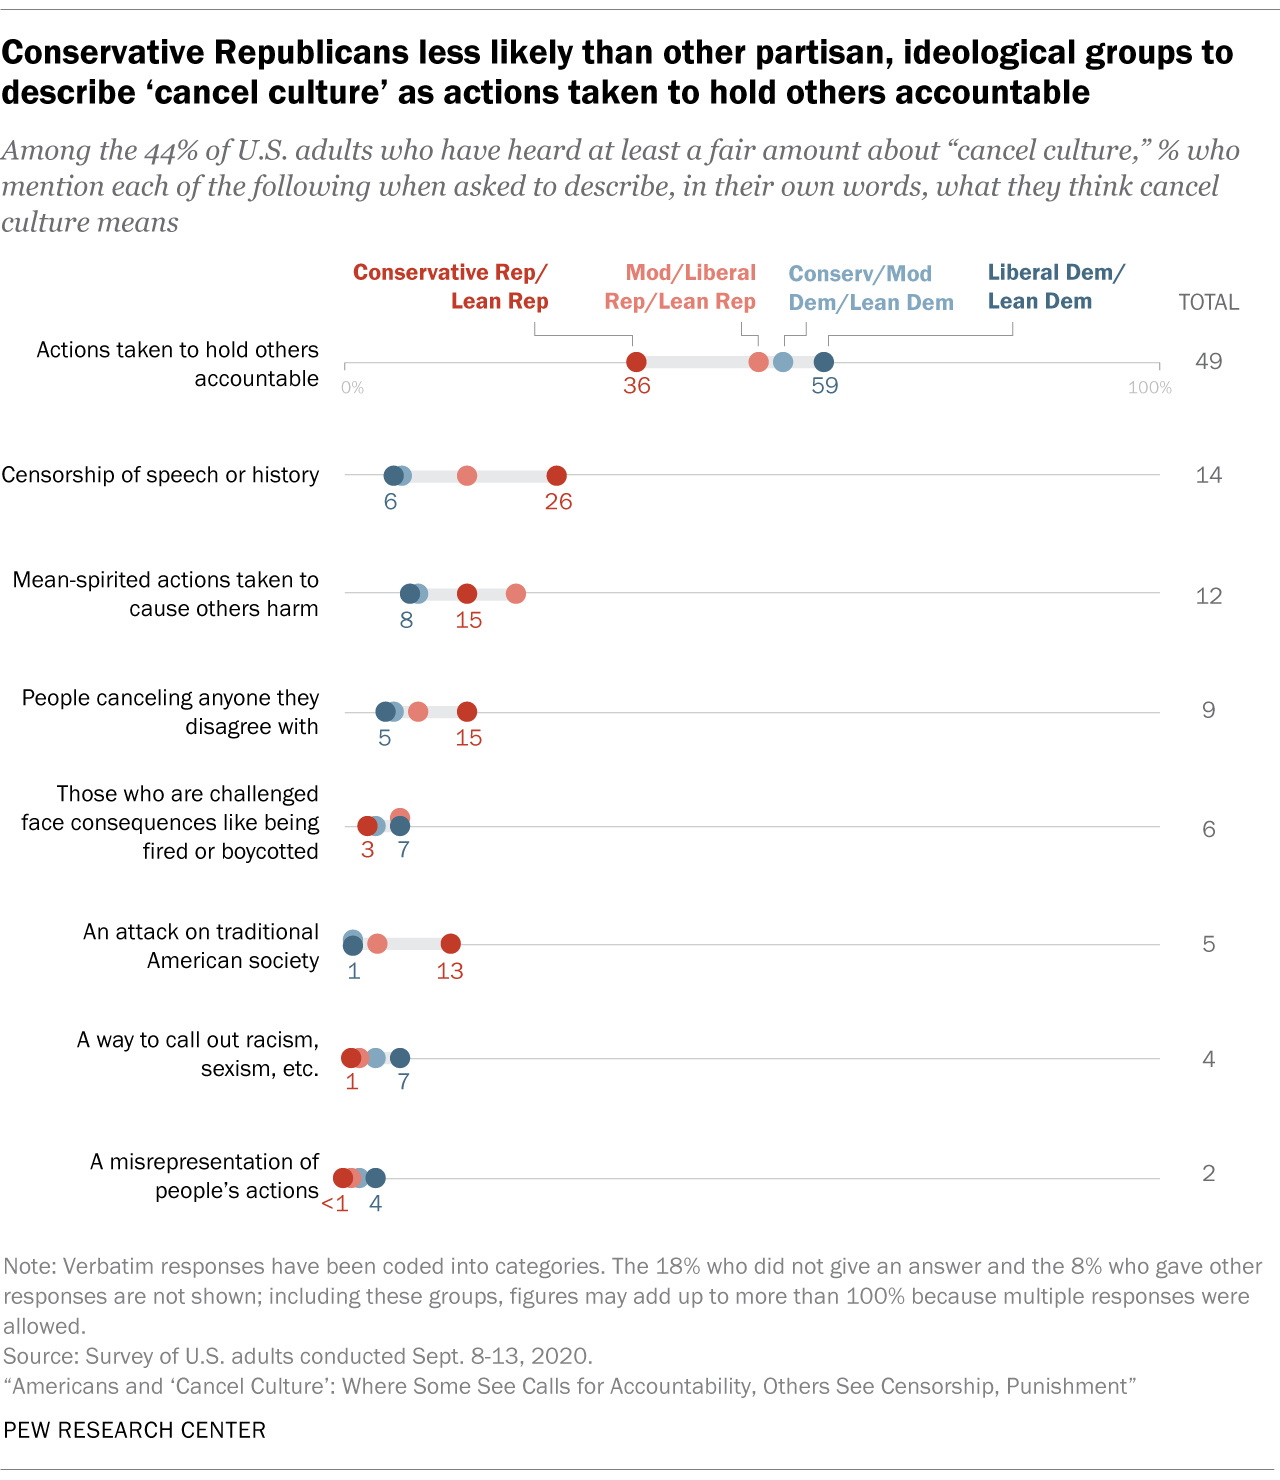 Conservative Republicans less likely than other partisan, ideological groups to
describe ‘cancel culture’ as actions taken to hold others accountable
Among the 44% of U.S. adults who have heard at least a fair amount about “cancel culture,” % who
mention each of the following when asked to describe, in their own words, what they think cancel
culture means
Conservative Rep/
Lean Rep
Mod/Liberal
Rep/Lean Rep
Conserv/Mod
Dem/Lean Dem
Liberal Dem/
Lean Dem
TOTAL
Actions taken to hold others
accountable
0%
36
59
100%
49
Censorship of speech or history
6
26
14
Mean-spirited actions taken to
cause others harm
8
15
12
People canceling anyone they
disagree with
5
15
9
Those who are challenged
face consequences like being
fired or boycotted
3
7
6
An attack on traditional
American society
1
13
5
A way to call out racism,
sexism, etc.
1
7
4
A misrepresentation of
people’s actions
<1
4
2
Note: Verbatim responses have been coded into categories. The 18% who did not give an answer and the 8% who gave other
responses are not shown; including these groups, figures may add up to more than 100% because multiple responses were
allowed.
Source: Survey of U.S. adults conducted Sept. 8-13, 2020.
“Americans and ‘Cancel Culture’: Where Some See Calls for Accountability, Others See Censorship, Punishment”
PEW RESEARCH CENTER